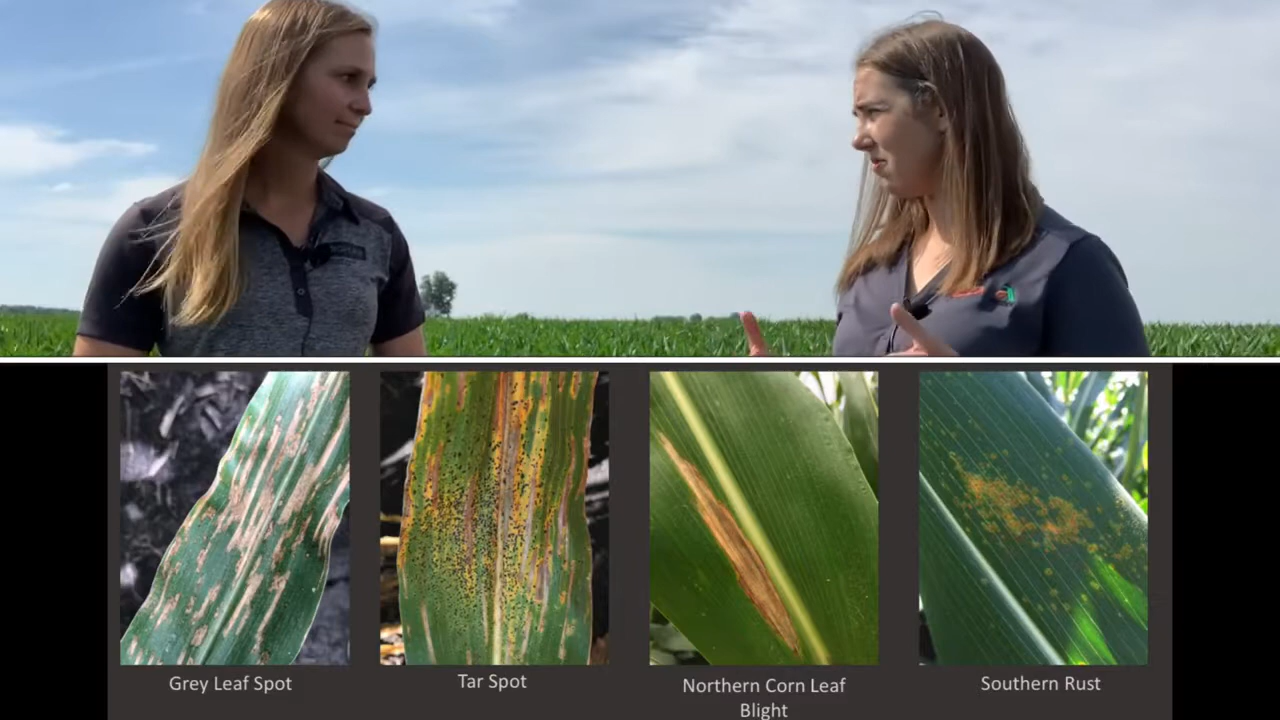 Grey Leaf Spot
Tar Spot
Northern Corn Leaf
Blight
Southern Rust